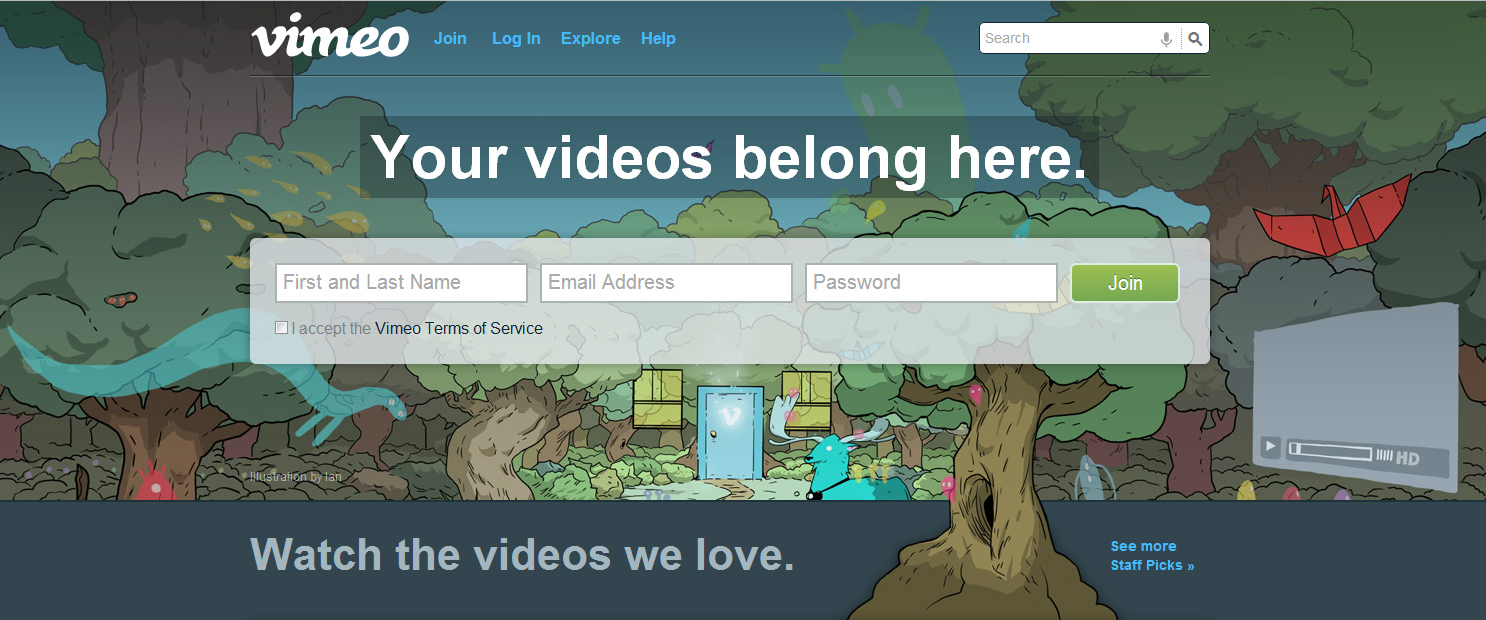 vimeo Join Log In Explore Help Search
Your videos belong here.
First and Last Name Email Address Password Join
I accept the Vimeo Terms of Service
V
HD
Illustration by Ian
Watch the videos we love.
See more
Staff Picks »